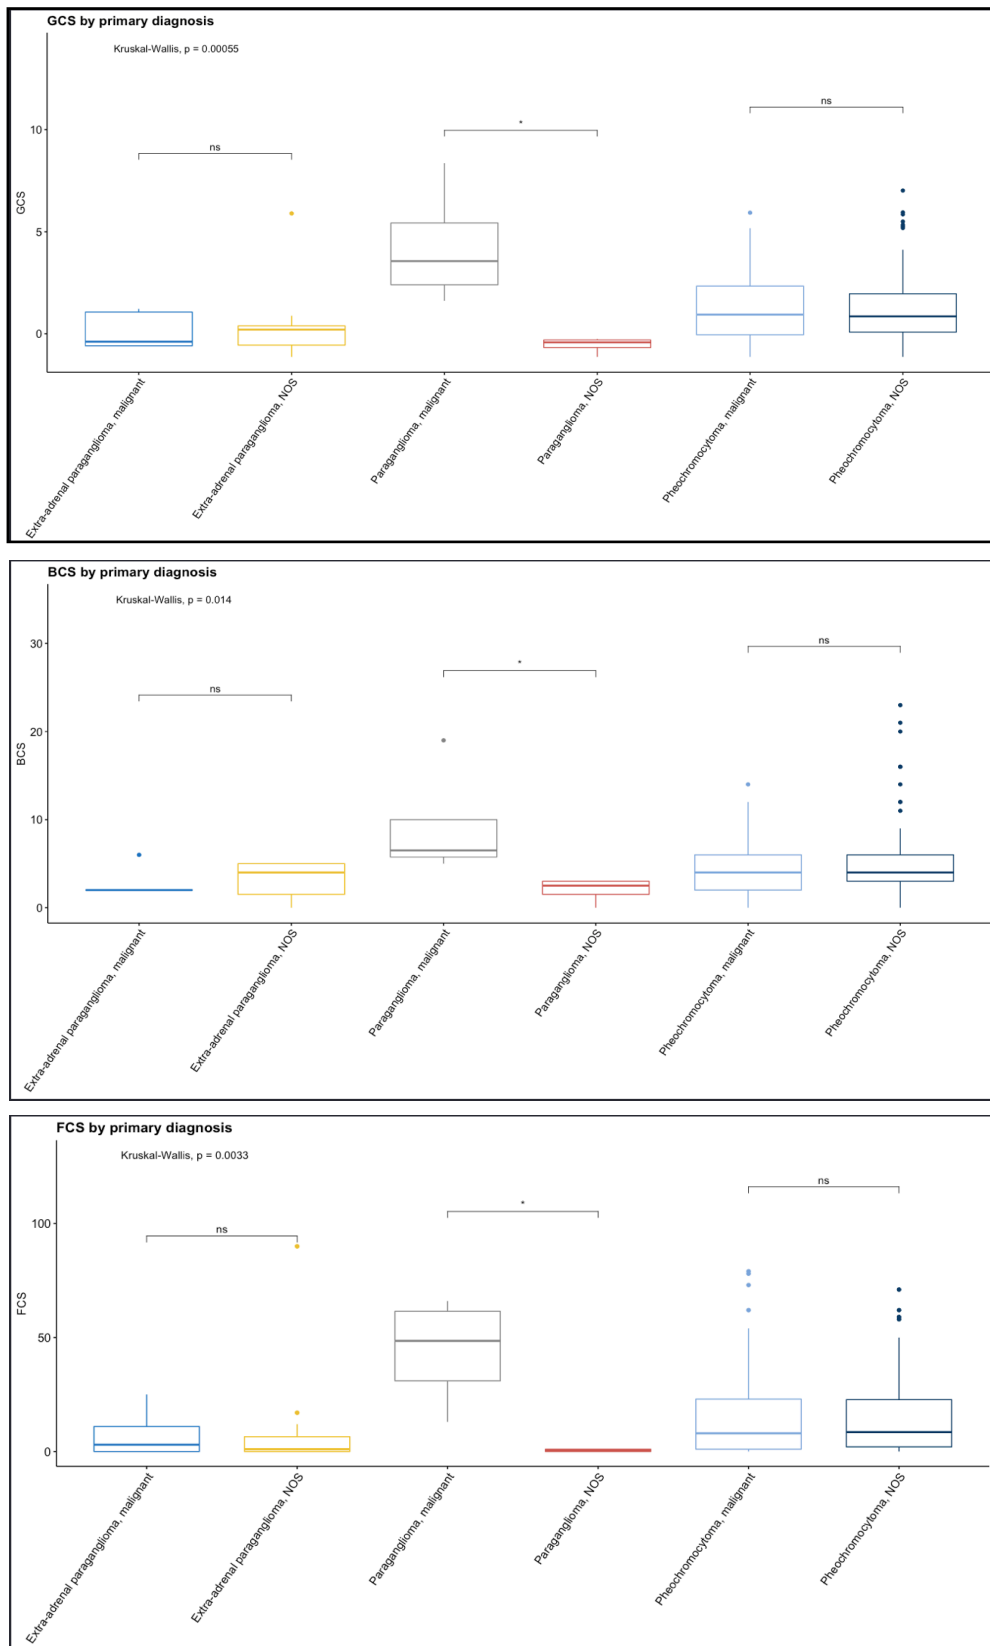 GCS by primary diagnosis
Kruskal-Wallis, p = 0.00055
ns
*
ns
10
5
0
GCS
Extra-adrenal paraganglioma, malignant
Extra-adrenal paraganglioma, NOS
Paraganglioma, malignant
Paraganglioma, NOS
Pheochromocytoma, malignant
Pheochromocytoma, NOS
BCS by primary diagnosis
Kruskal-Wallis, p = 0.014
ns
*
ns
30
20
10
0
BCS
Extra-adrenal paraganglioma, malignant
Extra-adrenal paraganglioma, NOS
Paraganglioma, malignant
Paraganglioma, NOS
Pheochromocytoma, malignant
Pheochromocytoma, NOS
FCS by primary diagnosis
Kruskal-Wallis, p = 0.0033
ns
*
ns
100
50
0
FCS
Extra-adrenal paraganglioma, malignant
Extra-adrenal paraganglioma, NOS
Paraganglioma, malignant
Paraganglioma, NOS
Pheochromocytoma, malignant
Pheochromocytoma, NOS